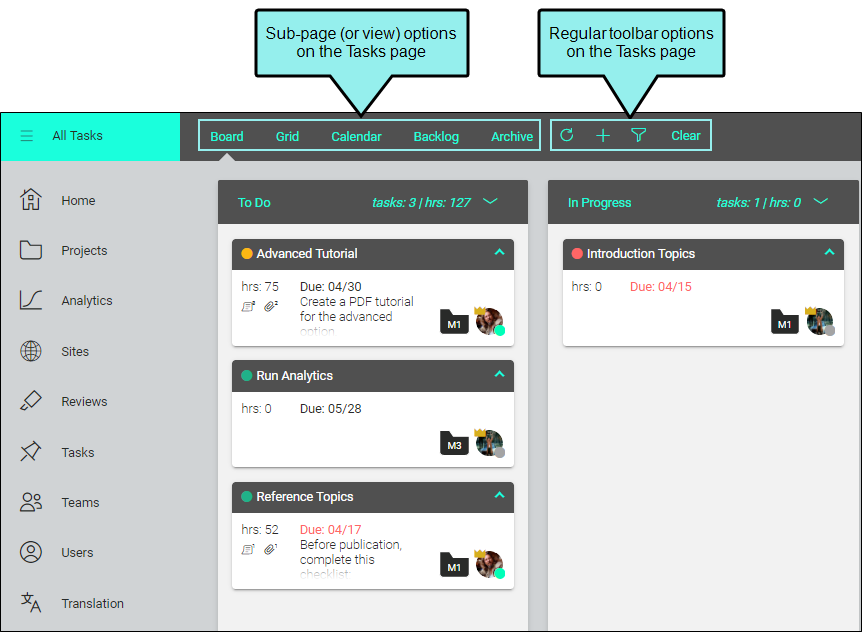 Sub-page (or view) options
on the Tasks page
Regular toolbar options
on the Tasks page
All Tasks
Board Grid Calendar Backlog Archive
Clear
Home
Projects
Analytics
Sites
Reviews
Tasks
Teams
Users
Translation
To Do tasks: 3 | hrs: 127
Advanced Tutorial
hrs: 75 Due: 04/30
2 2 Create a PDF tutorial
for the advanced
option
M1
Run Analytics
hrs: 0 Due: 05/28
M3
Reference Topics
hrs: 52 Due: 04/17
1 1 Before publication,
complete this
checklist:
M1
In Progress tasks: 1 | hrs: 0
Introduction Topics
hrs: 0 Due: 04/15
M1